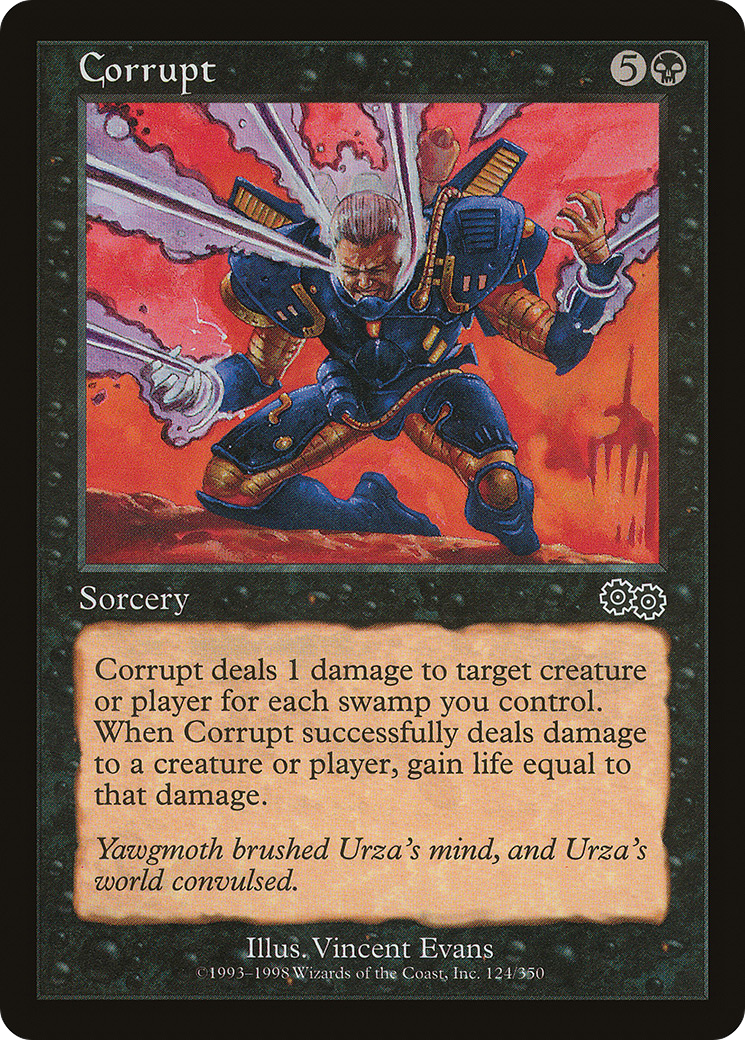 Corrupt
5
Sorcery
Corrupt deals 1 damage to target creature
or player for each swamp you control.
When Corrupt successfully deals damage
to a creature or player, gain life equal to
that damage.
Yawgmoth brushed Urza's mind, and Urza's
world convulsed.
Illus. Vincent Evans
©1993–1998 Wizards of the Coast, Inc. 124/350